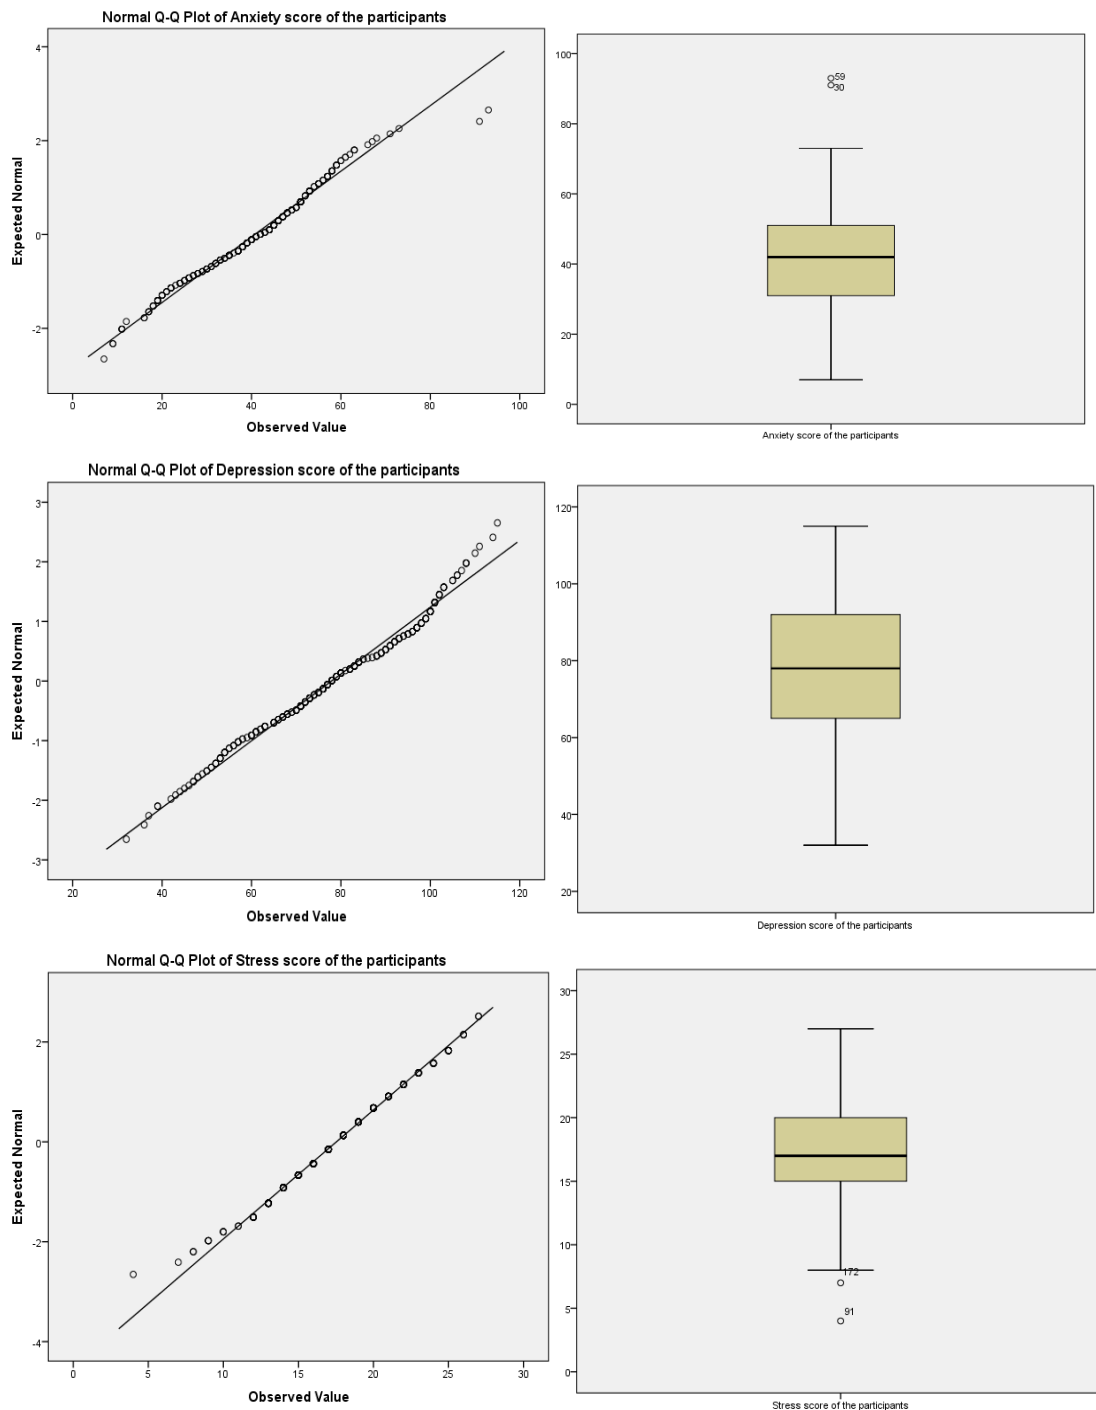 Normal Q-Q Plot of Anxiety score of the participants
4
2
0
-2
Expected Normal
0 20 40 60 80 100
Observed Value
100
80
60
40
20
0
59
30
Anxiety score of the participants
Normal Q-Q Plot of Depression score of the participants
3
2
1
0
-1
-2
-3
Expected Normal
20 40 60 80 100 120
Observed Value
120
100
80
60
40
20
Depression score of the participants
Normal Q-Q Plot of Stress score of the participants
2
0
-2
-4
Expected Normal
0 5 10 15 20 25 30
Observed Value
30
25
20
15
10
5
0
172
91
Stress score of the participants